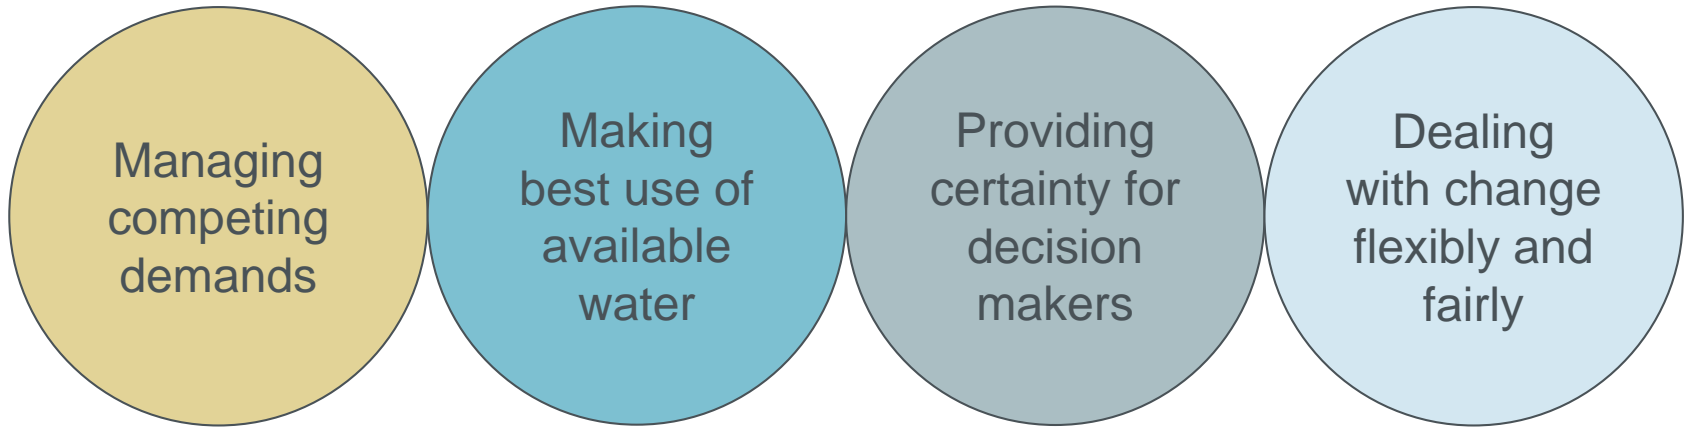 Managing
competing
demands
Making
best use of
available
water
Providing
certainty for
decision
makers
Dealing
with change
flexibly and
fairly